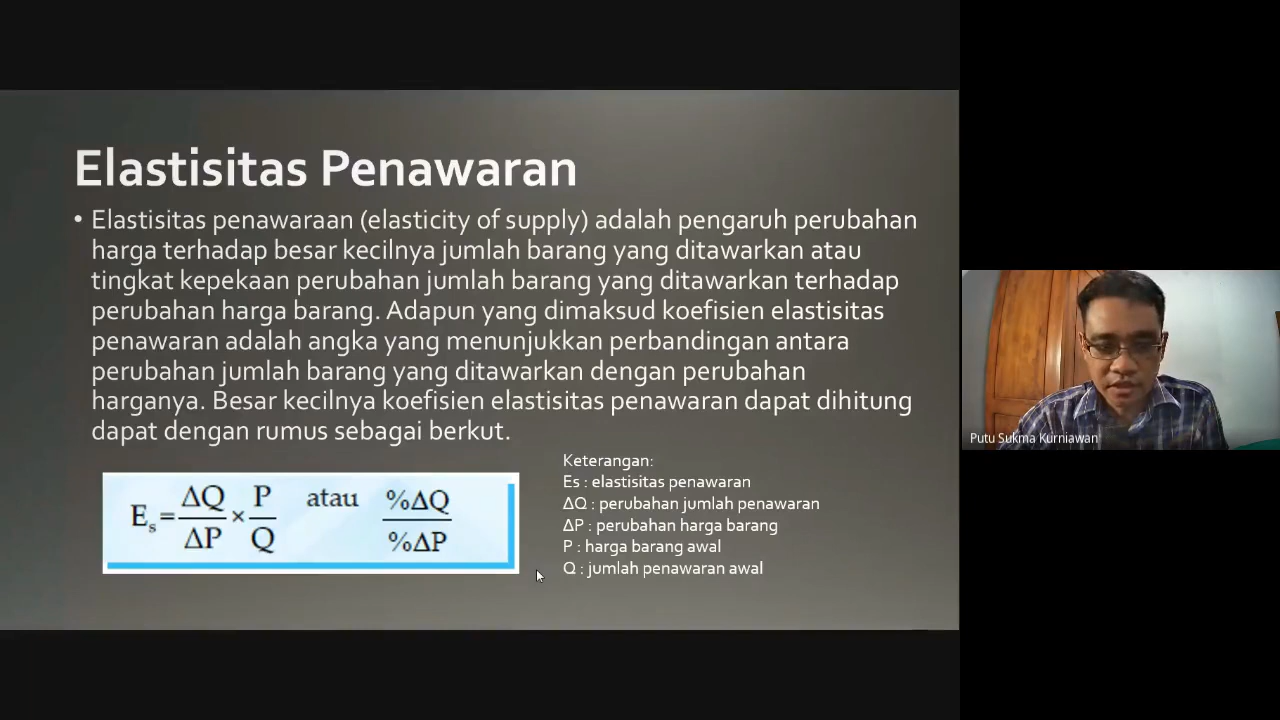 Elastisitas Penawaran
• Elastisitas penawaraan (elasticity of supply) adalah pengaruh perubahan
harga terhadap besar kecilnya jumlah barang yang ditawarkan atau
tingkat kepekaan perubahan jumlah barang yang ditawarkan terhadap
perubahan harga barang. Adapun yang dimaksud koefisien elastisitas
penawaran adalah angka yang menunjukkan perbandingan antara
perubahan jumlah barang yang ditawarkan dengan perubahan
harganya. Besar kecilnya koefisien elastisitas penawaran dapat dihitung
dapat dengan rumus sebagai berkut.
Es = ΔQ/ΔP × P/Q atau %ΔQ/%ΔP
Keterangan:
Es : elastisitas penawaran
ΔQ : perubahan jumlah penawaran
ΔP : perubahan harga barang
P : harga barang awal
Q : jumlah penawaran awal
Putu Sukma Kurniawan